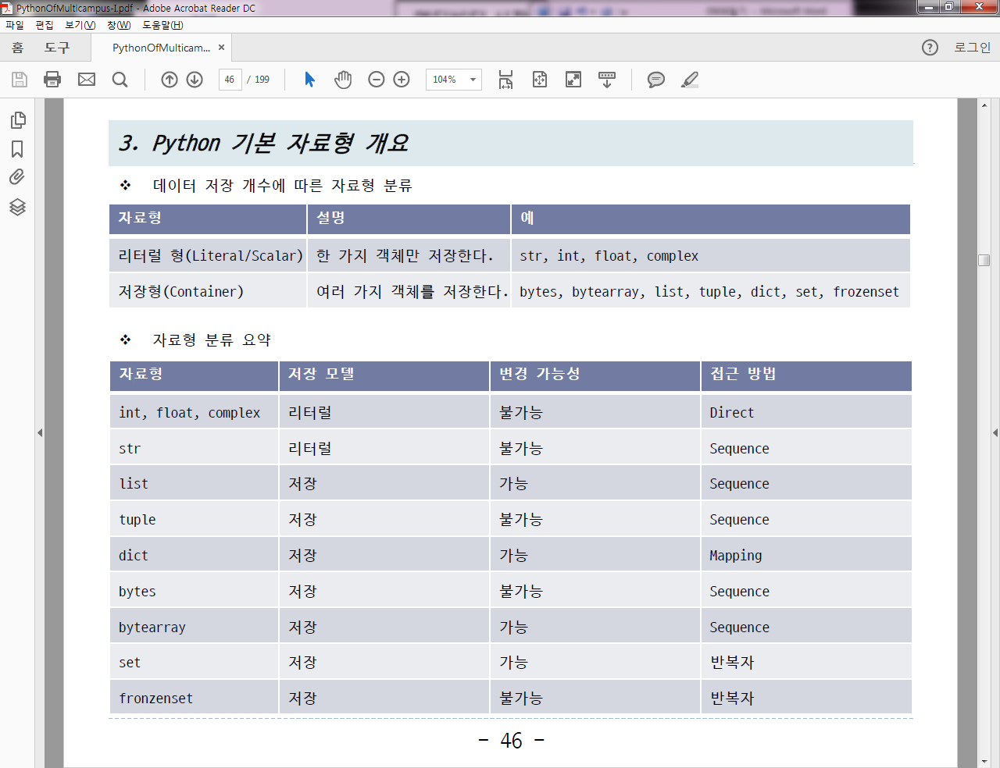 PythonOfMulticampus-I.pdf - Adobe Acrobat Reader DC
파일 편집 보기(V) 창(W) 도움말(H)
홈 도구 PythonOfMulticam... × ? 로그인
46 / 199 104%
3. Python 기본 자료형 개요
❖ 데이터 저장 개수에 따른 자료형 분류
자료형 설명 예
리터럴 형(Literal/Scalar) 한 가지 객체만 저장한다. str, int, float, complex
저장형(Container) 여러 가지 객체를 저장한다. bytes, bytearray, list, tuple, dict, set, frozenset
❖ 자료형 분류 요약
자료형 저장 모델 변경 가능성 접근 방법
int, float, complex 리터럴 불가능 Direct
str 리터럴 불가능 Sequence
list 저장 가능 Sequence
tuple 저장 불가능 Sequence
dict 저장 가능 Mapping
bytes 저장 불가능 Sequence
bytearray 저장 가능 Sequence
set 저장 가능 반복자
fronzenset 저장 불가능 반복자
- 46 -